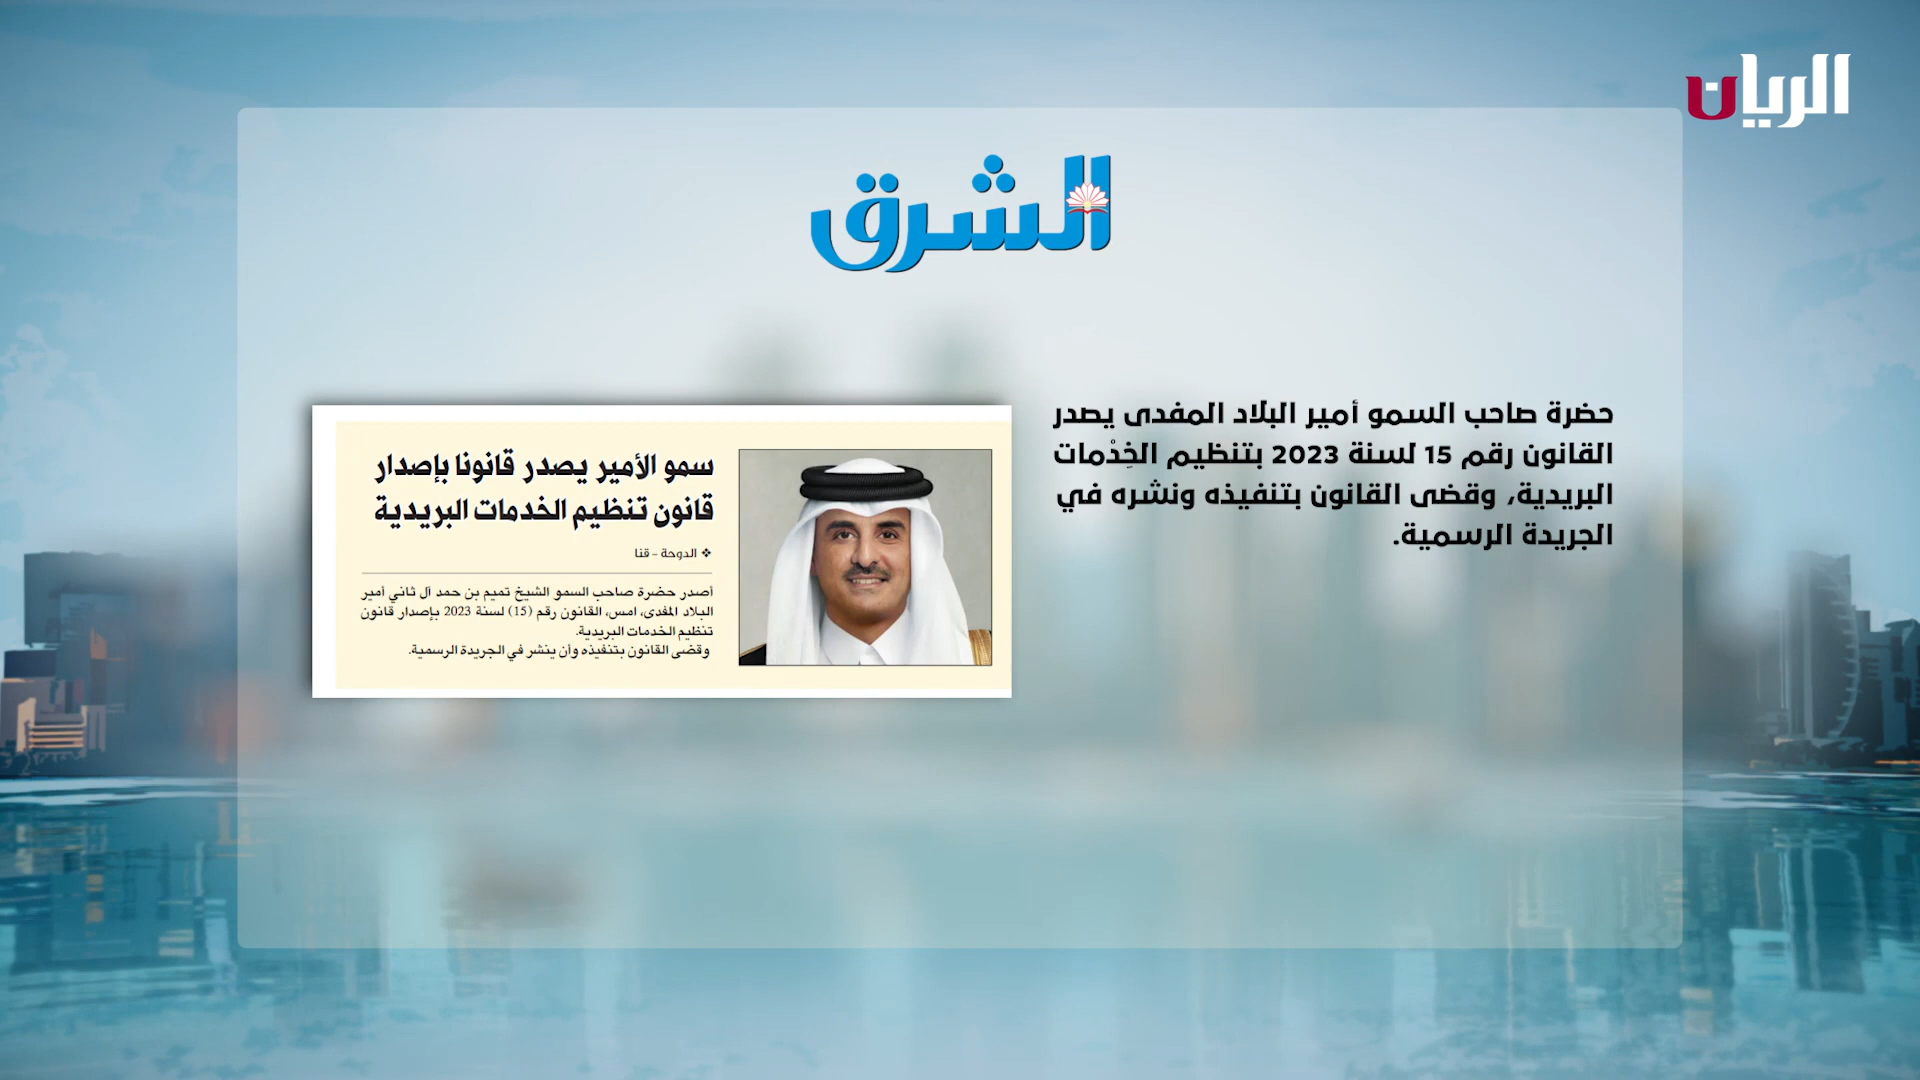 الريان
الشرق
حضرة صاحب السمو أمير البلاد المفدى يصدر
القانون رقم 15 لسنة 2023 بتنظيم الخِدْمات
البريدية، وقضى القانون بتنفيذه ونشره في
الجريدة الرسمية.
سمو الأمير يصدر قانونا بإصدار
قانون تنظيم الخدمات البريدية
❖ الدوحة - قنا
أصدر حضرة صاحب السمو الشيخ تميم بن حمد آل ثاني أمير
البلاد المفدى، امس، القانون رقم (15) لسنة 2023 بإصدار قانون
تنظيم الخدمات البريدية.
وقضى القانون بتنفيذه وأن ينشر في الجريدة الرسمية.